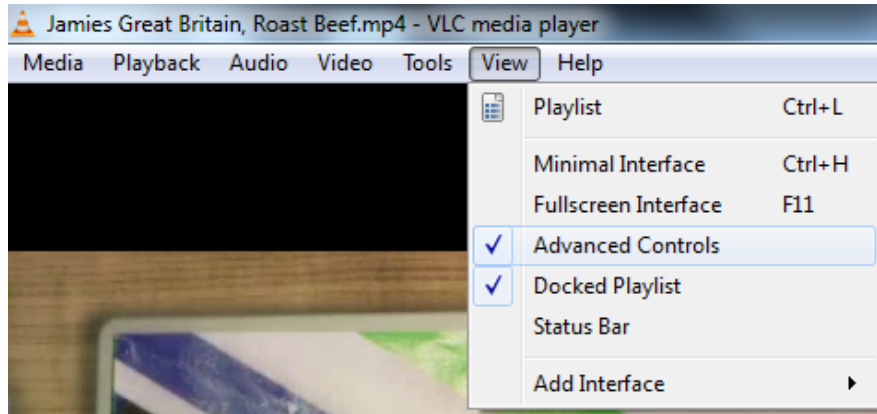 Jamies Great Britain, Roast Beef.mp4 - VLC media player
Media Playback Audio Video Tools View Help
Playlist Ctrl+L
Minimal Interface Ctrl+H
Fullscreen Interface F11
Advanced Controls
Docked Playlist
Status Bar
Add Interface